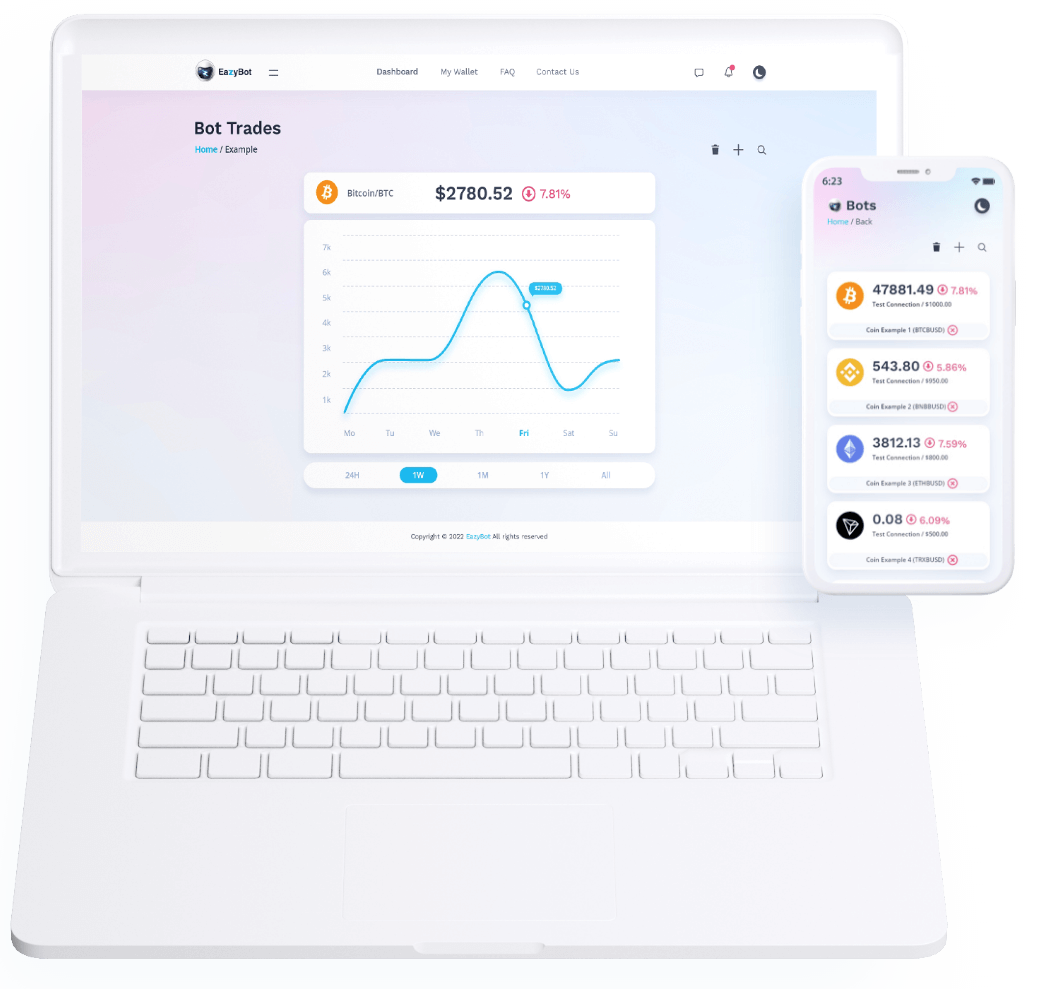 EazyBot
Dashboard My Wallet FAQ Contact Us
Bot Trades
Home / Example
Bitcoin/BTC $2780.52 7.81%
7k
6k
5k
4k
3k
2k
1k
$2780.52
Mo Tu We Th Fri Sat Su
24H 1W 1M 1Y All
Copyright © 2022 EazyBot All rights reserved
6:23
Bots
Home / Back
47881.49 7.81%
Test Connection / $1000.00
Coin Example 1 (BTCBUSD)
543.80 5.86%
Test Connection / $950.00
Coin Example 2 (BNBBUSD)
3812.13 7.59%
Test Connection / $800.00
Coin Example 3 (ETHBUSD)
0.08 6.09%
Test Connection / $500.00
Coin Example 4 (TRXBUSD)